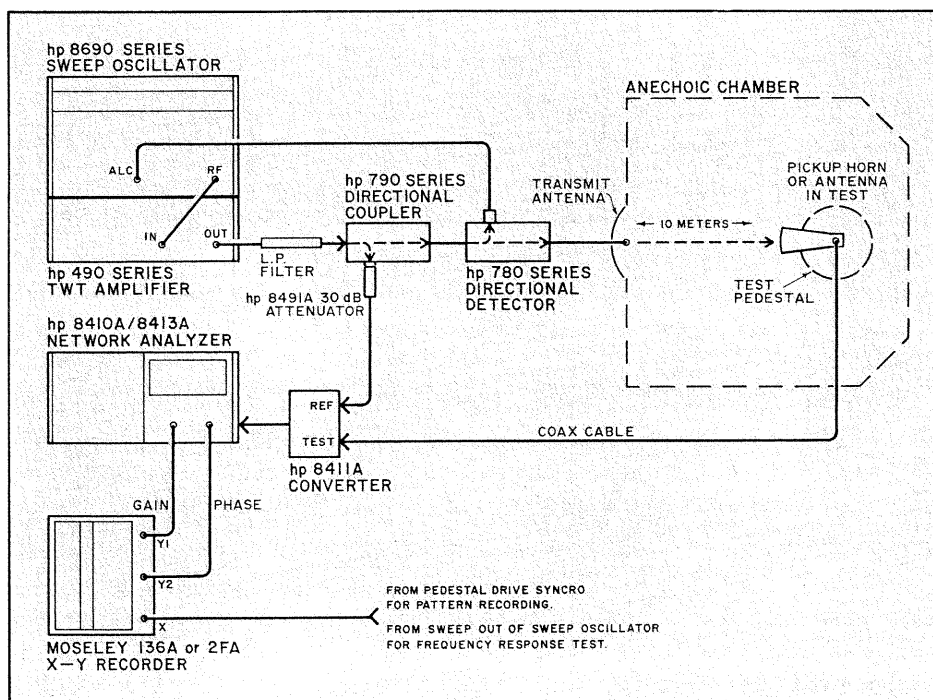 hp 8690 SERIES
SWEEP OSCILLATOR
ALC
RF
IN
OUT
hp 490 SERIES
TWT AMPLIFIER
L.P.
FILTER
hp 790 SERIES
DIRECTIONAL
COUPLER
hp 8491A 30 dB
ATTENUATOR
hp 780 SERIES
DIRECTIONAL
DETECTOR
TRANSMIT
ANTENNA
ANECHOIC CHAMBER
10 METERS
PICKUP HORN
OR ANTENNA
IN TEST
TEST
PEDESTAL
hp 8410A/8413A
NETWORK ANALYZER
REF
TEST
hp 8411A
CONVERTER
COAX CABLE
GAIN
PHASE
Y1
Y2
X
MOSELEY 136A or 2FA
X-Y RECORDER
FROM PEDESTAL DRIVE SYNCRO
FOR PATTERN RECORDING.
FROM SWEEP OUT OF SWEEP OSCILLATOR
FOR FREQUENCY RESPONSE TEST.